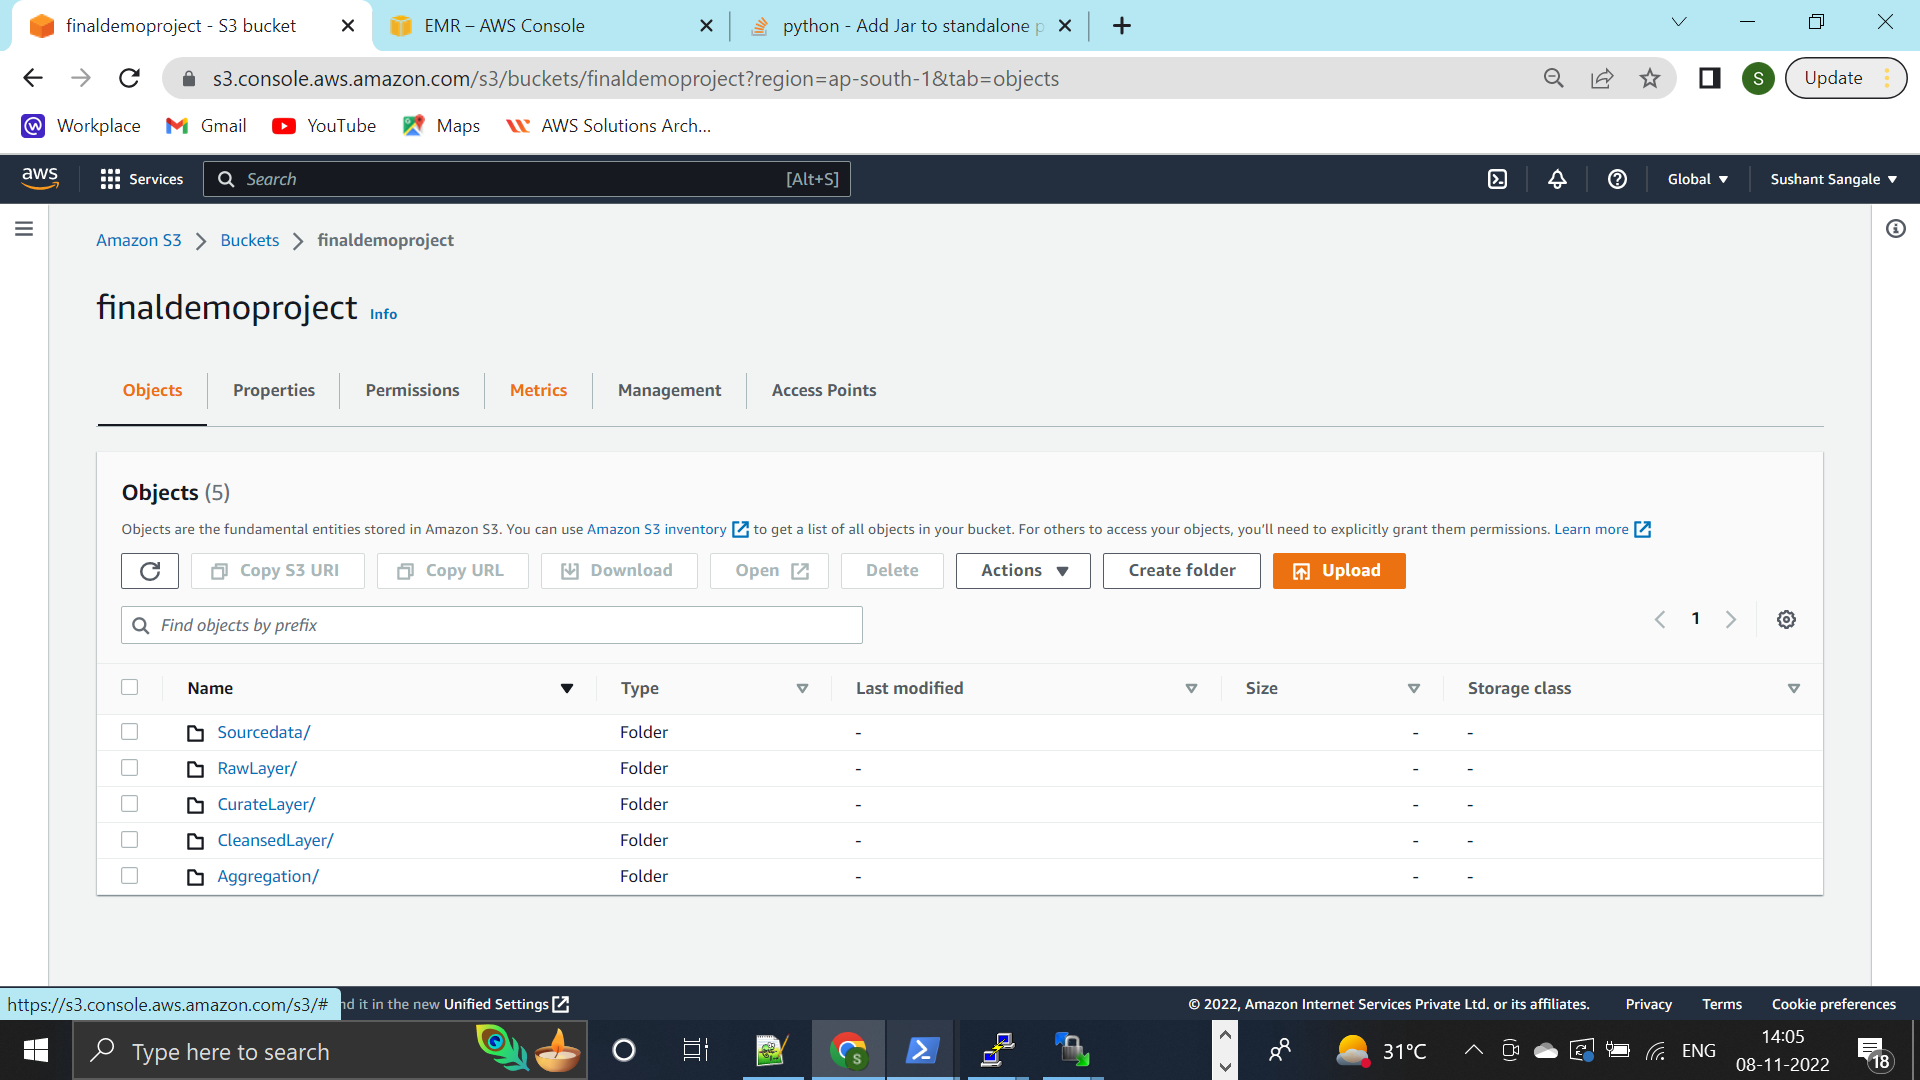 finaldemoproject - S3 bucket
EMR – AWS Console
python - Add Jar to standalone p
s3.console.aws.amazon.com/s3/buckets/finaldemoproject?region=ap-south-1&tab=objects
S
Update
Workplace
Gmail
YouTube
Maps
AWS Solutions Arch...
aws
Services
Search
[Alt+S]
Global
Sushant Sangale
Amazon S3
Buckets
finaldemoproject
finaldemoproject
Info
Objects
Properties
Permissions
Metrics
Management
Access Points
Objects (5)
Objects are the fundamental entities stored in Amazon S3. You can use Amazon S3 inventory to get a list of all objects in your bucket. For others to access your objects, you’ll need to explicitly grant them permissions. Learn more
Copy S3 URI
Copy URL
Download
Open
Delete
Actions
Create folder
Upload
Find objects by prefix
1
Name
Type
Last modified
Size
Storage class
Sourcedata/ Folder - - -
RawLayer/ Folder - - -
CurateLayer/ Folder - - -
CleansedLayer/ Folder - - -
Aggregation/ Folder - - -
https://s3.console.aws.amazon.com/s3/#
nd it in the new Unified Settings
© 2022, Amazon Internet Services Private Ltd. or its affiliates.
Privacy
Terms
Cookie preferences
Type here to search
S
31°C
ENG
14:05
08-11-2022
18